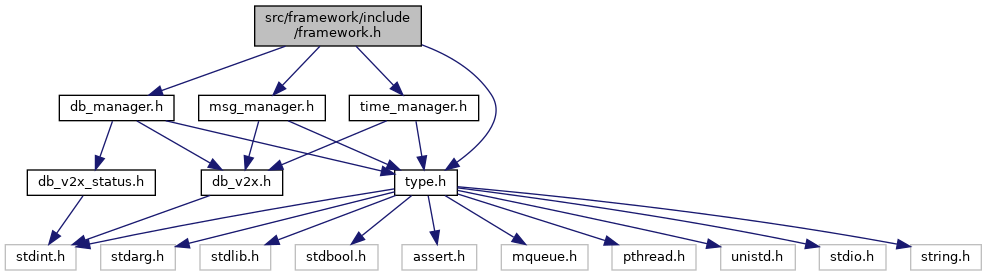 src/framework/include
/framework.h
db_manager.h
msg_manager.h
time_manager.h
db_v2x_status.h
db_v2x.h
type.h
stdint.h
stdarg.h
stdlib.h
stdbool.h
assert.h
mqueue.h
pthread.h
unistd.h
stdio.h
string.h